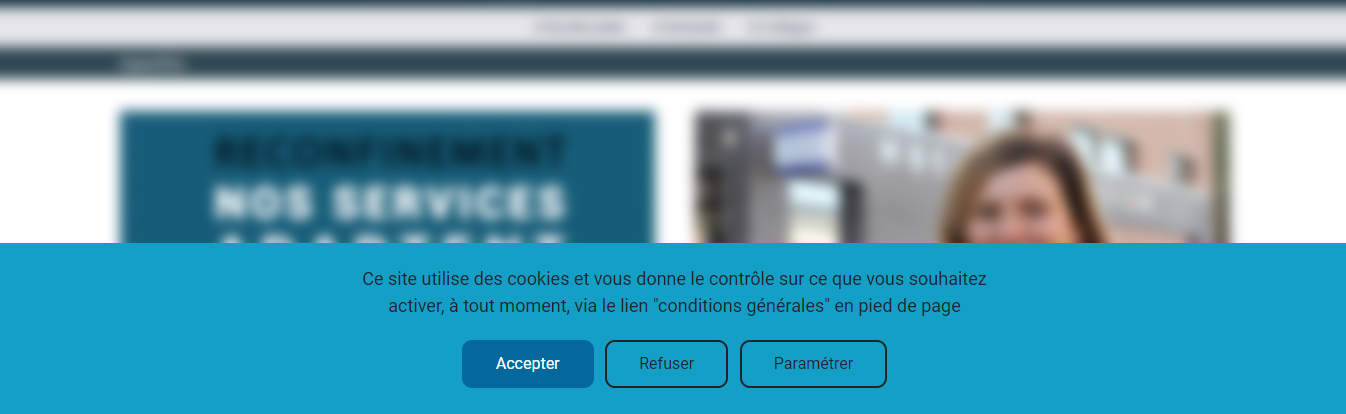 RECONFINEMENT
NOS SERVICES
Ce site utilise des cookies et vous donne le contrôle sur ce que vous souhaitez
activer, à tout moment, via le lien "conditions générales" en pied de page
Accepter
Refuser
Paramétrer